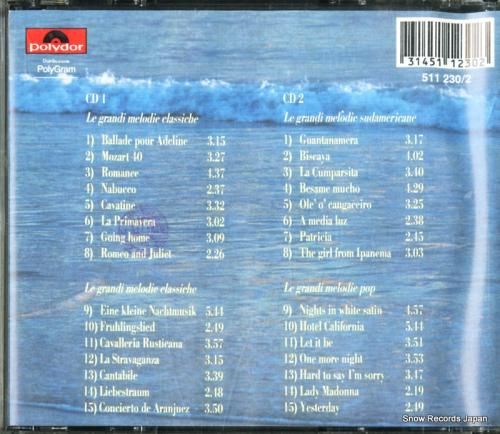 polydor
Distribuzione
PolyGram
31451 12302
511 230/2
CD 1
Le grandi melodie classiche
1) Ballade pour Adeline 3.15
2) Mozart 40 3.27
3) Romance 4.37
4) Nabucco 2.37
5) Cavatine 3.32
6) La Primavera 3.02
7) Going home 3.09
8) Romeo and Juliet 2.26
Le grandi melodie classiche
9) Eine kleine Nachtmusik 5.44
10) Fruhlingslied 2.49
11) Cavalleria Rusticana 3.57
12) La Stravaganza 3.15
13) Cantabile 3.39
14) Liebestraum 2.48
15) Concierto de Aranjuez 3.50
CD 2
Le grandi melodie sudamericane
1) Guantanamera 3.17
2) Biscaya 4.02
3) La Cumparsita 3.40
4) Besame mucho 4.29
5) Ole' o' cangaceiro 3.25
6) A media luz 2.38
7) Patricia 2.45
8) The girl from Ipanema 3.03
Le grandi melodie pop
9) Nights in white satin 4.57
10) Hotel California 5.44
11) Let it be 3.51
12) One more night 3.53
13) Hard to say I'm sorry 3.47
14) Lady Madonna 2.19
15) Yesterday 2.49
Snow Records Japan